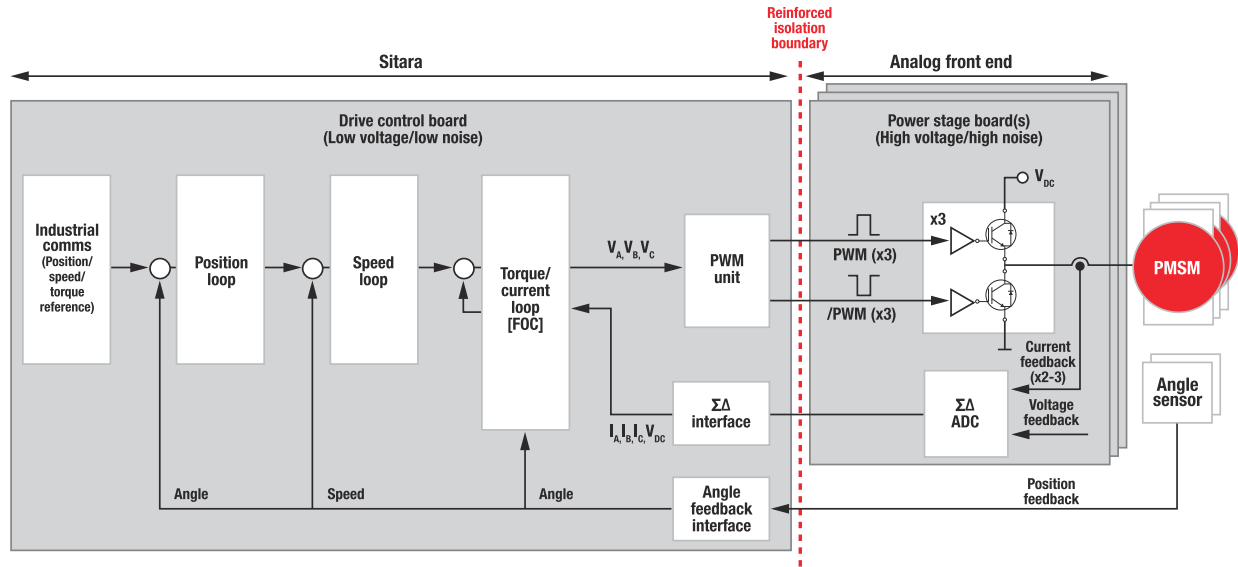 Reinforced
isolation
boundary
Sitara
Analog front end
Drive control board
(Low voltage/low noise)
Power stage board(s)
(High voltage/high noise)
Industrial
comms
(Position/
speed/
torque
reference)
Position
loop
Speed
loop
Torque/
current
loop
[FOC]
VA,VB,VC
PWM
unit
PWM (x3)
/PWM (x3)
x3
VDC
PMSM
Current
feedback
(x2-3)
Voltage
feedback
ΣΔ
interface
IA,IB,IC,VDC
ΣΔ
ADC
Angle
sensor
Angle
Speed
Angle
Angle
feedback
interface
Position
feedback